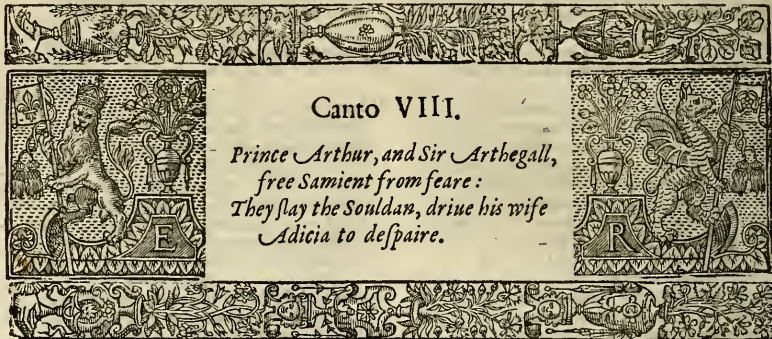 Canto VIII.
Prince Arthur, and Sir Arthegall,
free Samient from feare:
They ſlay the Souldan, driue his wife
Adicia to deſpaire.
E
R